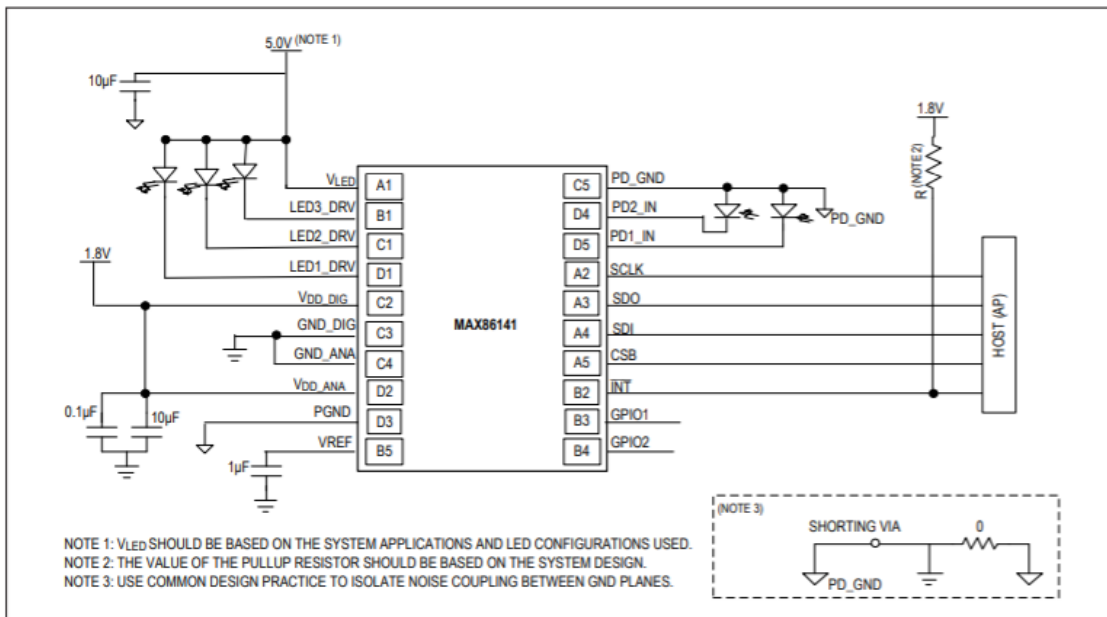 5.0V (NOTE 1)
10µF
1.8V
R (NOTE 2)
VLED
A1
LED3_DRV
B1
LED2_DRV
C1
LED1_DRV
D1
1.8V
VDD_DIG
C2
GND_DIG
C3
GND_ANA
C4
VDD_ANA
D2
PGND
D3
VREF
B5
0.1µF
10µF
1µF
MAX86141
C5
PD_GND
D4
PD2_IN
D5
PD1_IN
PD_GND
A2
SCLK
A3
SDO
A4
SDI
A5
CSB
B2
INT
B3
GPIO1
B4
GPIO2
HOST (AP)
(NOTE 3)
SHORTING VIA
0
PD_GND
NOTE 1: VLED SHOULD BE BASED ON THE SYSTEM APPLICATIONS AND LED CONFIGURATIONS USED.
NOTE 2: THE VALUE OF THE PULLUP RESISTOR SHOULD BE BASED ON THE SYSTEM DESIGN.
NOTE 3: USE COMMON DESIGN PRACTICE TO ISOLATE NOISE COUPLING BETWEEN GND PLANES.